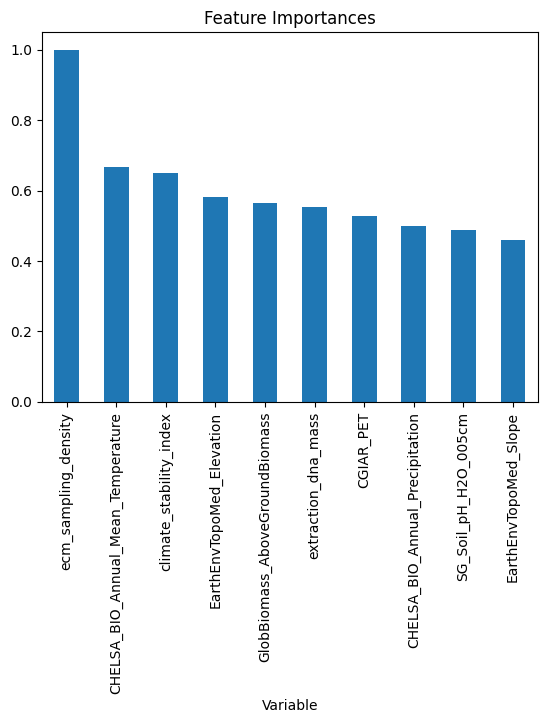 Feature Importances
1.0
0.8
0.6
0.4
0.2
0.0
ecm_sampling_density
CHELSA_BIO_Annual_Mean_Temperature
climate_stability_index
EarthEnvTopoMed_Elevation
GlobBiomass_AboveGroundBiomass
extraction_dna_mass
CGIAR_PET
CHELSA_BIO_Annual_Precipitation
SG_Soil_pH_H2O_005cm
EarthEnvTopoMed_Slope
Variable